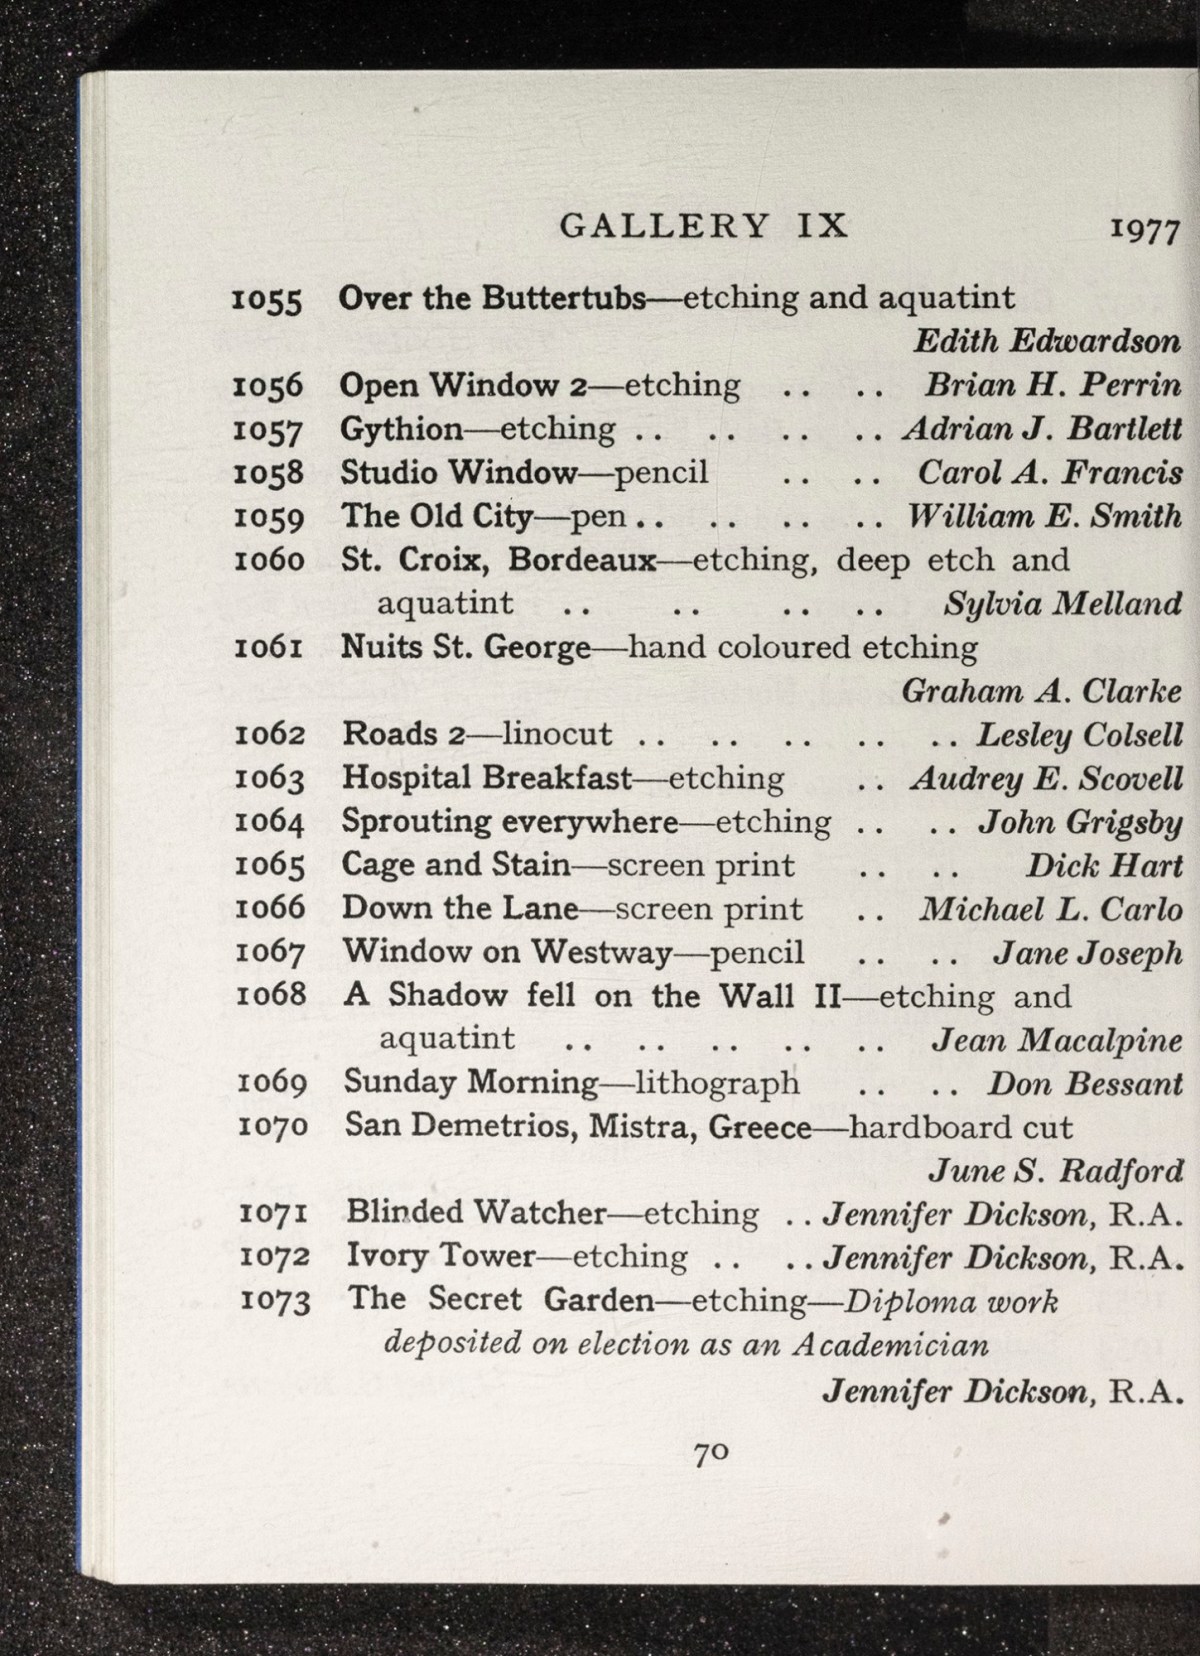 GALLERY IX 1977
1055 Over the Buttertubs—etching and aquatint
Edith Edwardson
1056 Open Window 2—etching .. .. Brian H. Perrin
1057 Gythion—etching .. .. .. .. Adrian J. Bartlett
1058 Studio Window—pencil .. .. Carol A. Francis
1059 The Old City—pen .. .. .. .. William E. Smith
1060 St. Croix, Bordeaux—etching, deep etch and
aquatint .. .. .. .. Sylvia Melland
1061 Nuits St. George—hand coloured etching
Graham A. Clarke
1062 Roads 2—linocut .. .. .. .. .. Lesley Colsell
1063 Hospital Breakfast—etching .. Audrey E. Scovell
1064 Sprouting everywhere—etching .. .. John Grigsby
1065 Cage and Stain—screen print .. .. Dick Hart
1066 Down the Lane—screen print .. Michael L. Carlo
1067 Window on Westway—pencil .. .. Jane Joseph
1068 A Shadow fell on the Wall II—etching and
aquatint .. .. .. .. .. Jean Macalpine
1069 Sunday Morning—lithograph .. .. Don Bessant
1070 San Demetrios, Mistra, Greece—hardboard cut
June S. Radford
1071 Blinded Watcher—etching .. Jennifer Dickson, R.A.
1072 Ivory Tower—etching .. .. Jennifer Dickson, R.A.
1073 The Secret Garden—etching—Diploma work
deposited on election as an Academician
Jennifer Dickson, R.A.
70